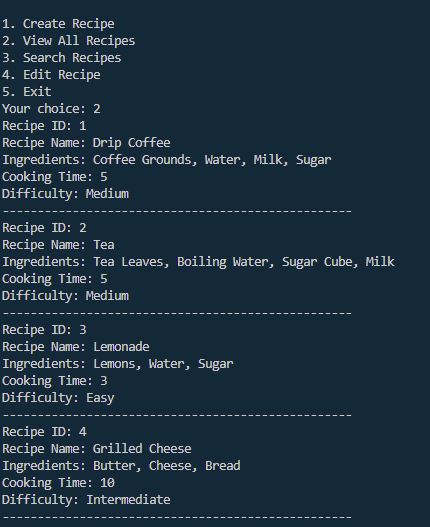 1. Create Recipe
2. View All Recipes
3. Search Recipes
4. Edit Recipe
5. Exit
Your choice: 2
Recipe ID: 1
Recipe Name: Drip Coffee
Ingredients: Coffee Grounds, Water, Milk, Sugar
Cooking Time: 5
Difficulty: Medium
--------------------------------------------------
Recipe ID: 2
Recipe Name: Tea
Ingredients: Tea Leaves, Boiling Water, Sugar Cube, Milk
Cooking Time: 5
Difficulty: Medium
--------------------------------------------------
Recipe ID: 3
Recipe Name: Lemonade
Ingredients: Lemons, Water, Sugar
Cooking Time: 3
Difficulty: Easy
--------------------------------------------------
Recipe ID: 4
Recipe Name: Grilled Cheese
Ingredients: Butter, Cheese, Bread
Cooking Time: 10
Difficulty: Intermediate
--------------------------------------------------